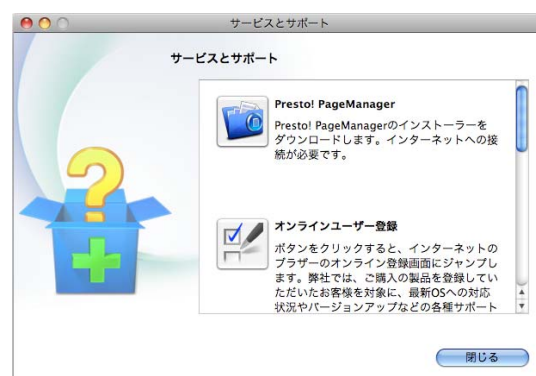 サービスとサポート
サービスとサポート
Presto! PageManager
Presto! PageManagerのインストーラーを
ダウンロードします。インターネットへの接
続が必要です。
オンラインユーザー登録
ボタンをクリックすると、インターネットの
ブラザーのオンライン登録画面にジャンプし
ます。弊社では、ご購入の製品を登録してい
ただいたお客様を対象に、最新OSへの対応
状況やバージョンアップなどの各種サポート
閉じる